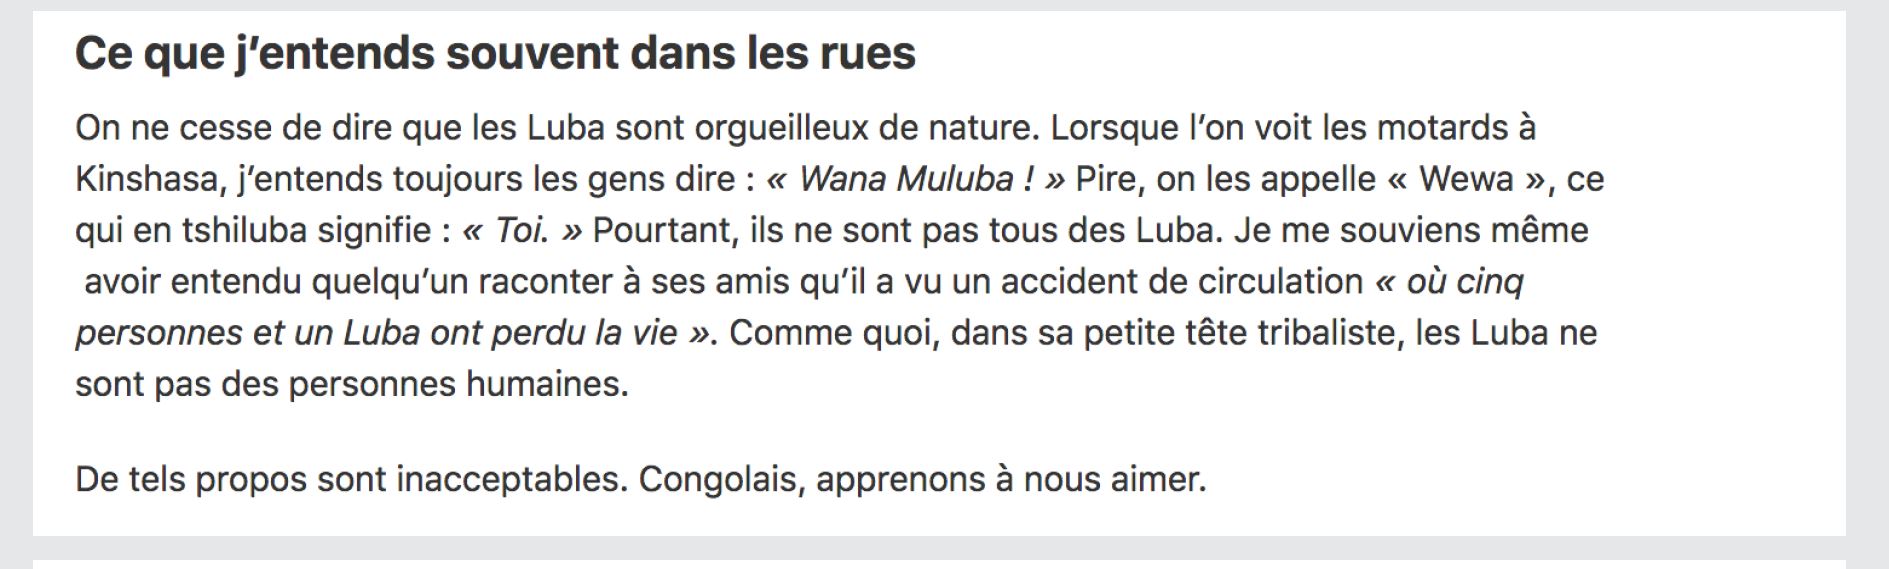 Ce que j’entends souvent dans les rues
On ne cesse de dire que les Luba sont orgueilleux de nature. Lorsque l’on voit les motards à
Kinshasa, j’entends toujours les gens dire : « Wana Muluba ! » Pire, on les appelle « Wewa », ce
qui en tshiluba signifie : « Toi. » Pourtant, ils ne sont pas tous des Luba. Je me souviens même
avoir entendu quelqu’un raconter à ses amis qu’il a vu un accident de circulation « où cinq
personnes et un Luba ont perdu la vie ». Comme quoi, dans sa petite tête tribaliste, les Luba ne
sont pas des personnes humaines.
De tels propos sont inacceptables. Congolais, apprenons à nous aimer.